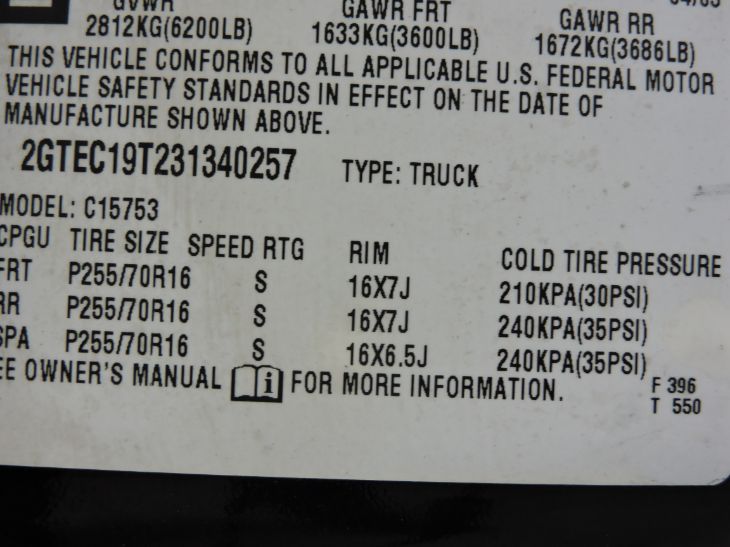 GVWR GAWR FRT GAWR RR
2812KG(6200LB) 1633KG(3600LB) 1672KG(3686LB)
THIS VEHICLE CONFORMS TO ALL APPLICABLE U.S. FEDERAL MOTOR
VEHICLE SAFETY STANDARDS IN EFFECT ON THE DATE OF
MANUFACTURE SHOWN ABOVE.
2GTEC19T231340257 TYPE: TRUCK
MODEL: C15753
CPGU TIRE SIZE SPEED RTG RIM COLD TIRE PRESSURE
FRT P255/70R16 S 16X7J 210KPA(30PSI)
RR P255/70R16 S 16X7J 240KPA(35PSI)
SPA P255/70R16 S 16X6.5J 240KPA(35PSI)
EE OWNER'S MANUAL i FOR MORE INFORMATION.
F 396
T 550